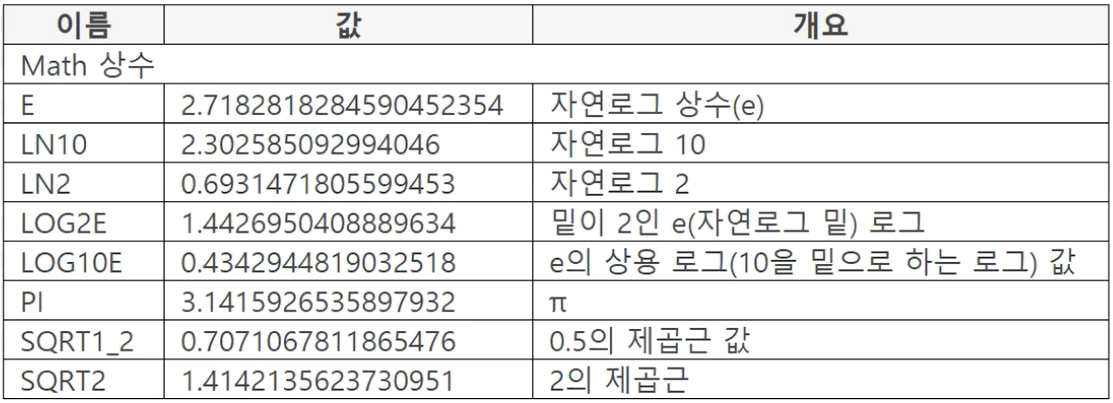 이름 값 개요
Math 상수
E 2.7182818284590452354 자연로그 상수(e)
LN10 2.302585092994046 자연로그 10
LN2 0.6931471805599453 자연로그 2
LOG2E 1.4426950408889634 밑이 2인 e(자연로그 밑) 로그
LOG10E 0.4342944819032518 e의 상용 로그(10을 밑으로 하는 로그) 값
PI 3.1415926535897932 π
SQRT1_2 0.7071067811865476 0.5의 제곱근 값
SQRT2 1.4142135623730951 2의 제곱근